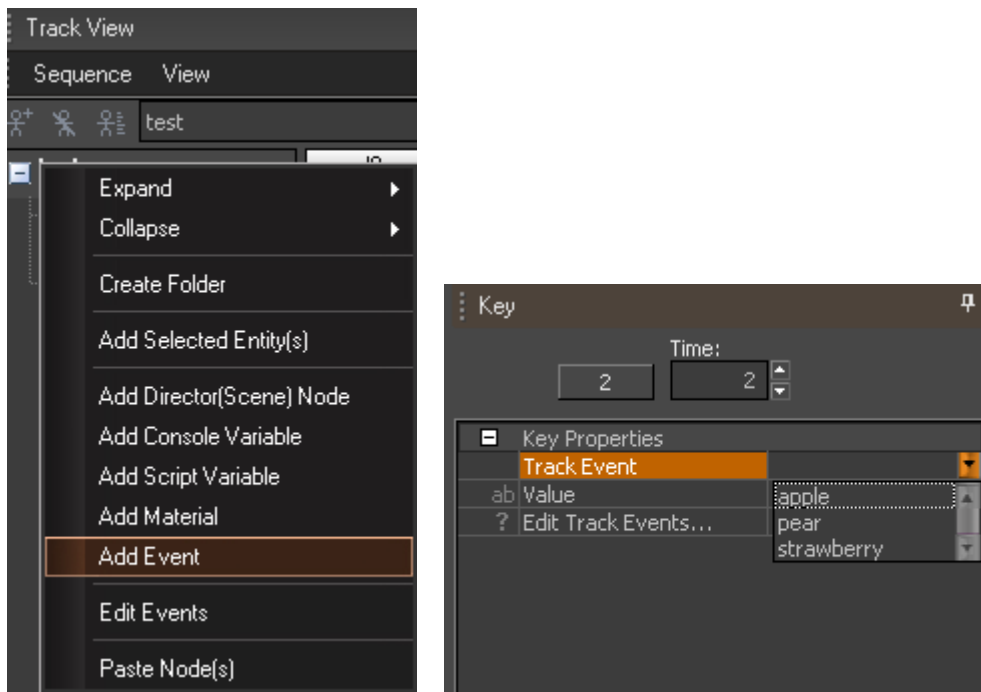 Track View
Sequence View
test
Expand
Collapse
Create Folder
Add Selected Entity(s)
Add Director(Scene) Node
Add Console Variable
Add Script Variable
Add Material
Add Event
Edit Events
Paste Node(s)
Key
Time:
2 2
Key Properties
Track Event
ab Value apple
? Edit Track Events... pear
strawberry